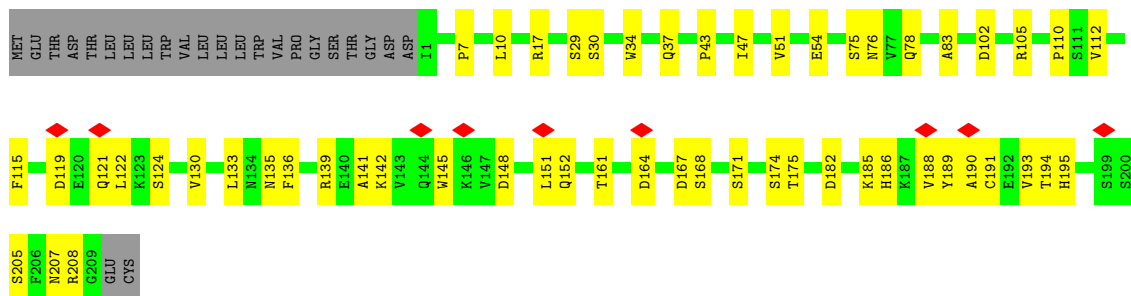 MET GLU THR ASP THR LEU LEU LEU LEU TRP VAL LEU LEU LEU TRP VAL PRO GLY SER THR GLY ASP ASP I1 P7 L10 R17 S29 S30 W34 Q37 P43 I47 V51 E54 S75 N76 V77 Q78 A83 D102 R105 P110 S111 V112
F115 D119 E120 Q121 L122 K123 S124 V130 L133 N134 N135 F136 R139 E140 A141 K142 V143 Q144 W145 K146 V147 D148 L151 Q152 T161 D164 D167 S168 S171 S174 T175 D182 K185 H186 K187 V188 Y189 A190 C191 E192 V193 T194 H195 S199 S200
S205 F206 N207 R208 G209 GLU CYS